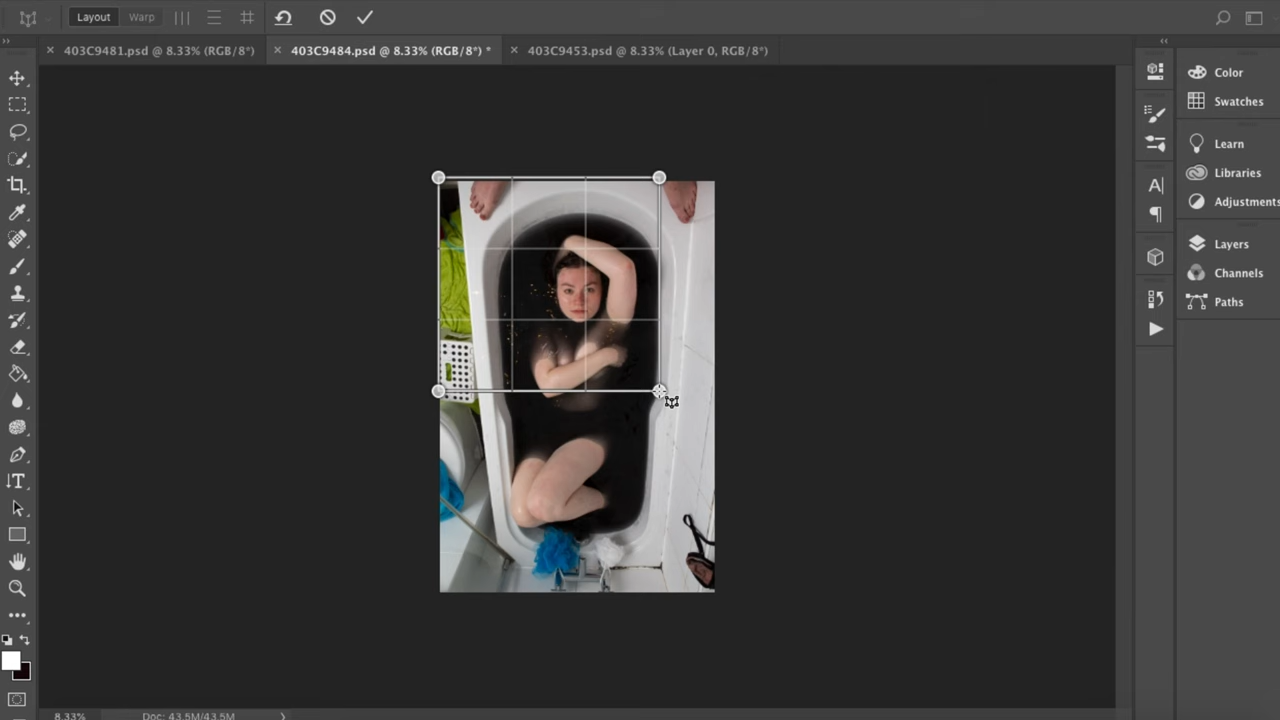 Layout Warp
× 403C9481.psd @ 8.33% (RGB/8*) × 403C9484.psd @ 8.33% (RGB/8*) * × 403C9453.psd @ 8.33% (Layer 0, RGB/8*)
Color
Swatches
Learn
Libraries
Adjustments
Layers
Channels
Paths
8.33% Doc: 43.5M/43.5M